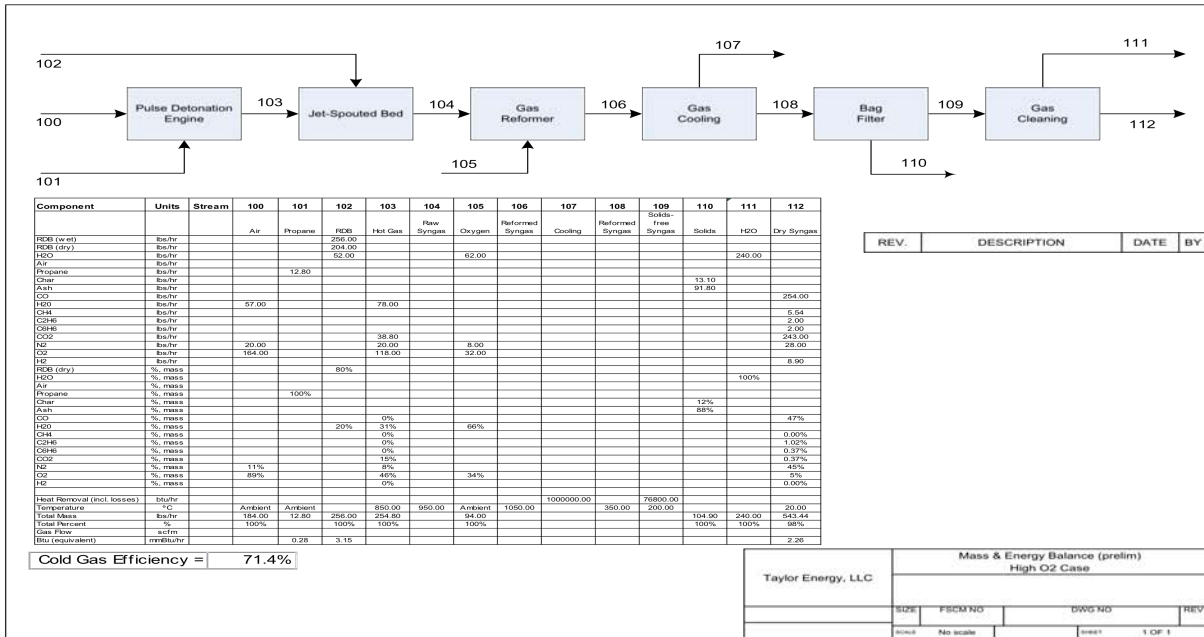 107
111
102
Pulse Detonation Engine
103
Jet-Spouted Bed
104
Gas Reformer
106
Gas Cooling
108
Bag Filter
109
Gas Cleaning
100
112
105
110
101
Component Units Stream 100 101 102 103 104 105 106 107 108 109 110 111 112
Air Propane RDB Hot Gas Raw Syngas Oxygen Reformed Syngas Cooling Reformed Syngas Solids-free Syngas Solids H2O Dry Syngas
RDB (wet) lbs/hr 256.00
RDB (dry) lbs/hr 204.00
H2O lbs/hr 52.00 62.00 240.00
Air lbs/hr
Propane lbs/hr 12.80
Char lbs/hr 13.10
Ash lbs/hr 91.80
CO lbs/hr 254.00
H20 lbs/hr 57.00 78.00
CH4 lbs/hr 5.54
C2H6 lbs/hr 2.00
C6H6 lbs/hr 2.00
CO2 lbs/hr 38.80 243.00
N2 lbs/hr 20.00 20.00 8.00 28.00
O2 lbs/hr 164.00 118.00 32.00
H2 lbs/hr 8.90
RDB (dry) %, mass 80%
H2O %, mass 100%
Air %, mass
Propane %, mass 100%
Char %, mass 12%
Ash %, mass 88%
CO %, mass 0% 47%
H20 %, mass 20% 31% 66%
CH4 %, mass 0% 0.00%
C2H6 %, mass 0% 1.02%
C6H6 %, mass 0% 0.37%
CO2 %, mass 15% 0.37%
N2 %, mass 11% 8% 45%
O2 %, mass 89% 46% 34% 5%
H2 %, mass 0% 0.00%
Heat Removal (incl. losses) btu/hr 1000000.00 76800.00
Temperature °C Ambient Ambient 850.00 950.00 Ambient 1050.00 350.00 200.00 20.00
Total Mass lbs/hr 184.00 12.80 256.00 254.80 94.00 104.90 240.00 543.44
Total Percent % 100% 100% 100% 100% 100% 100% 100% 98%
Gas Flow scfm
Btu (equivalent) mmBtu/hr 0.28 3.15 2.26
Cold Gas Efficiency = 71.4%
REV. DESCRIPTION DATE BY
Taylor Energy, LLC
Mass & Energy Balance (prelim)
High O2 Case
SIZE FSCM NO DWG NO REV
SCALE No scale SHEET 1 OF 1